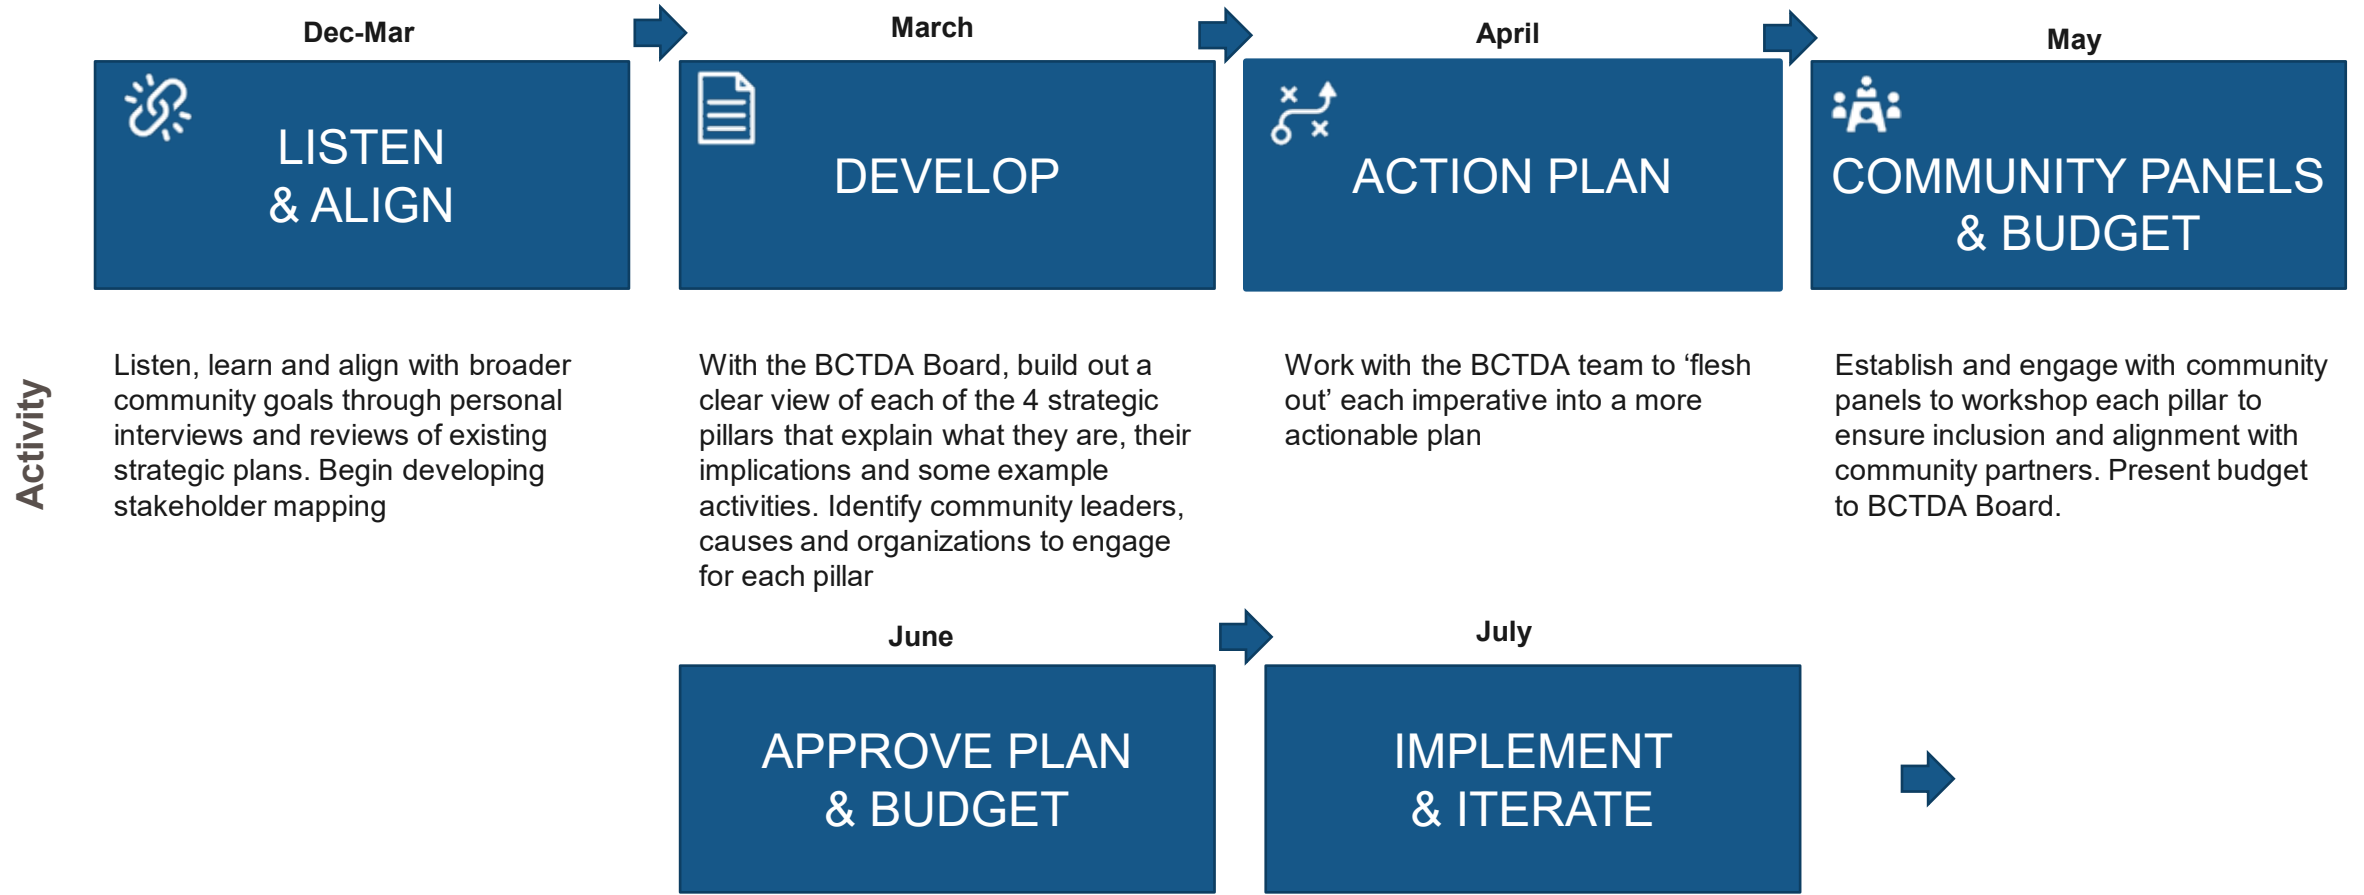 Dec-Mar
March
April
May
LISTEN
& ALIGN
DEVELOP
ACTION PLAN
COMMUNITY PANELS
& BUDGET
Activity
Listen, learn and align with broader
community goals through personal
interviews and reviews of existing
strategic plans. Begin developing
stakeholder mapping
With the BCTDA Board, build out a
clear view of each of the 4 strategic
pillars that explain what they are, their
implications and some example
activities. Identify community leaders,
causes and organizations to engage
for each pillar
Work with the BCTDA team to ‘flesh
out’ each imperative into a more
actionable plan
Establish and engage with community
panels to workshop each pillar to
ensure inclusion and alignment with
community partners. Present budget
to BCTDA Board.
June
July
APPROVE PLAN
& BUDGET
IMPLEMENT
& ITERATE